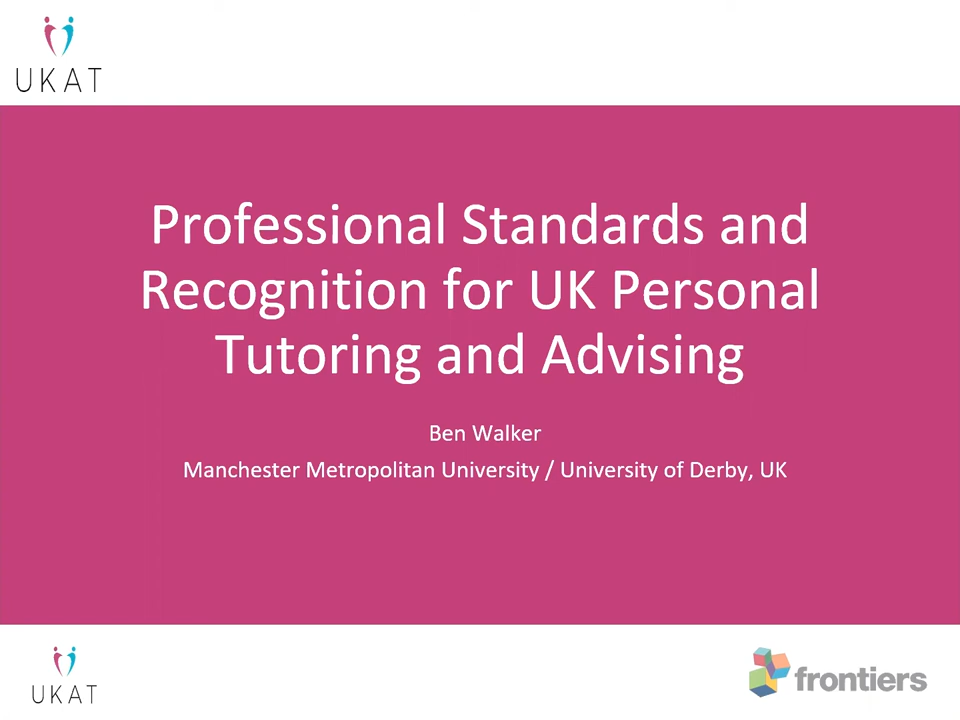 UKAT
Professional Standards and
Recognition for UK Personal
Tutoring and Advising
Ben Walker
Manchester Metropolitan University / University of Derby, UK
UKAT
frontiers